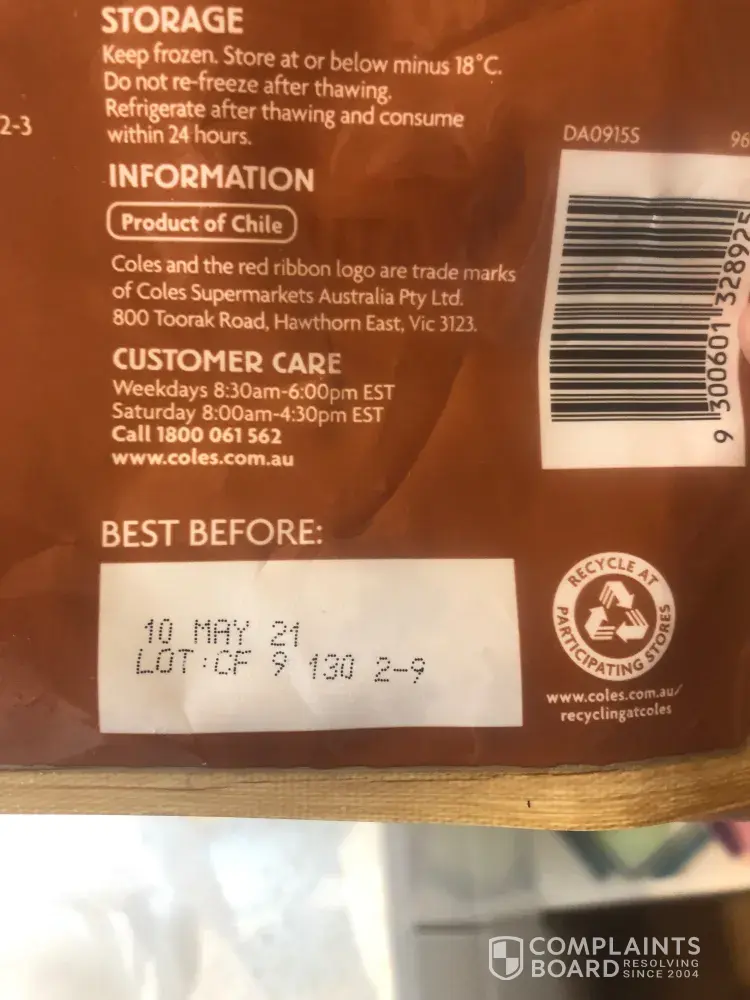 STORAGE
Keep frozen. Store at or below minus 18°C.
Do not re-freeze after thawing.
Refrigerate after thawing and consume
within 24 hours.
2-3
DA0915S
96
INFORMATION
Product of Chile
Coles and the red ribbon logo are trade marks
of Coles Supermarkets Australia Pty Ltd.
800 Toorak Road, Hawthorn East, Vic 3123.
CUSTOMER CARE
Weekdays 8:30am-6:00pm EST
Saturday 8:00am-4:30pm EST
Call 1800 061 562
www.coles.com.au
9 300601 328925
BEST BEFORE:
10 MAY 21
LOT:CF 9 130 2-9
RECYCLE AT
PARTICIPATING STORES
www.coles.com.au/
recyclingatcoles
COMPLAINTS
BOARD RESOLVING
SINCE 2004